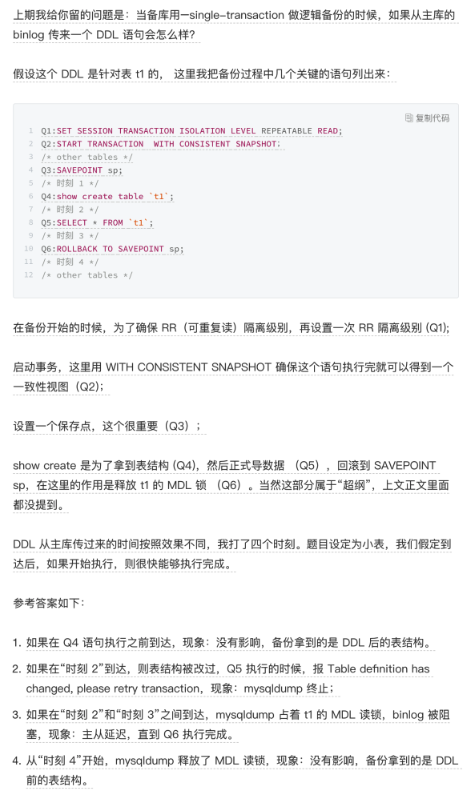 上期我给你留的问题是：当备库用—single-transaction 做逻辑备份的时候，如果从主库的
binlog 传来一个 DDL 语句会怎么样？
假设这个 DDL 是针对表 t1 的， 这里我把备份过程中几个关键的语句列出来：
复制代码
1 Q1:SET SESSION TRANSACTION ISOLATION LEVEL REPEATABLE READ;
2 Q2:START TRANSACTION  WITH CONSISTENT SNAPSHOT;
3 /* other tables */
4 Q3:SAVEPOINT sp;
5 /* 时刻 1 */
6 Q4:show create table `t1`;
7 /* 时刻 2 */
8 Q5:SELECT * FROM `t1`;
9 /* 时刻 3 */
10 Q6:ROLLBACK TO SAVEPOINT sp;
11 /* 时刻 4 */
12 /* other tables */
在备份开始的时候，为了确保 RR（可重复读）隔离级别，再设置一次 RR 隔离级别 (Q1);
启动事务，这里用 WITH CONSISTENT SNAPSHOT 确保这个语句执行完就可以得到一个
一致性视图（Q2）；
设置一个保存点，这个很重要（Q3）；
show create 是为了拿到表结构 (Q4)，然后正式导数据 （Q5），回滚到 SAVEPOINT
sp，在这里的作用是释放 t1 的 MDL 锁 （Q6）。当然这部分属于“超纲”，上文正文里面
都没提到。
DDL 从主库传过来的时间按照效果不同，我打了四个时刻。题目设定为小表，我们假定到
达后，如果开始执行，则很快能够执行完成。
参考答案如下：
1. 如果在 Q4 语句执行之前到达，现象：没有影响，备份拿到的是 DDL 后的表结构。
2. 如果在“时刻 2”到达，则表结构被改过，Q5 执行的时候，报 Table definition has
changed, please retry transaction，现象：mysqldump 终止；
3. 如果在“时刻 2”和“时刻 3”之间到达，mysqldump 占着 t1 的 MDL 读锁，binlog 被阻
塞，现象：主从延迟，直到 Q6 执行完成。
4. 从“时刻 4”开始，mysqldump 释放了 MDL 读锁，现象：没有影响，备份拿到的是 DDL
前的表结构。